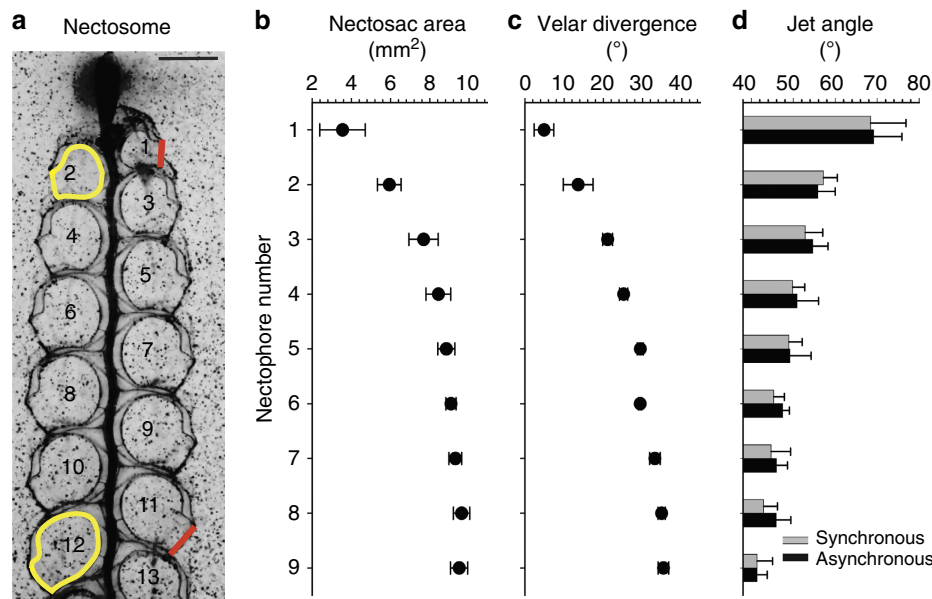 a
Nectosome
1
2
3
4
5
6
7
8
9
10
11
12
13
b
Nectosac area
(mm²)
2 4 6 8 10
Nectophore number
1
2
3
4
5
6
7
8
9
c
Velar divergence
(°)
0 10 20 30 40
d
Jet angle
(°)
40 50 60 70 80
Synchronous
Asynchronous